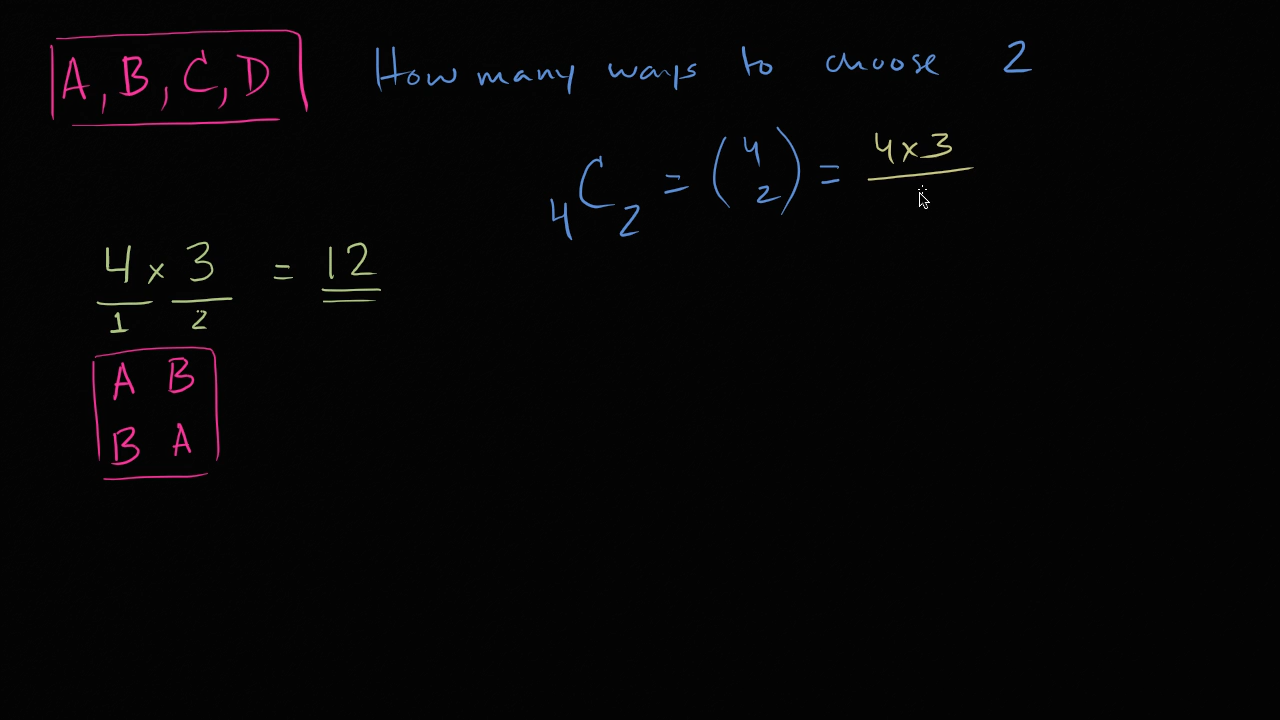 A, B, C, D
How many ways to choose 2
₄C₂ = (4 2) = 4×3
4 × 3 = 12
1 2
A B
B A